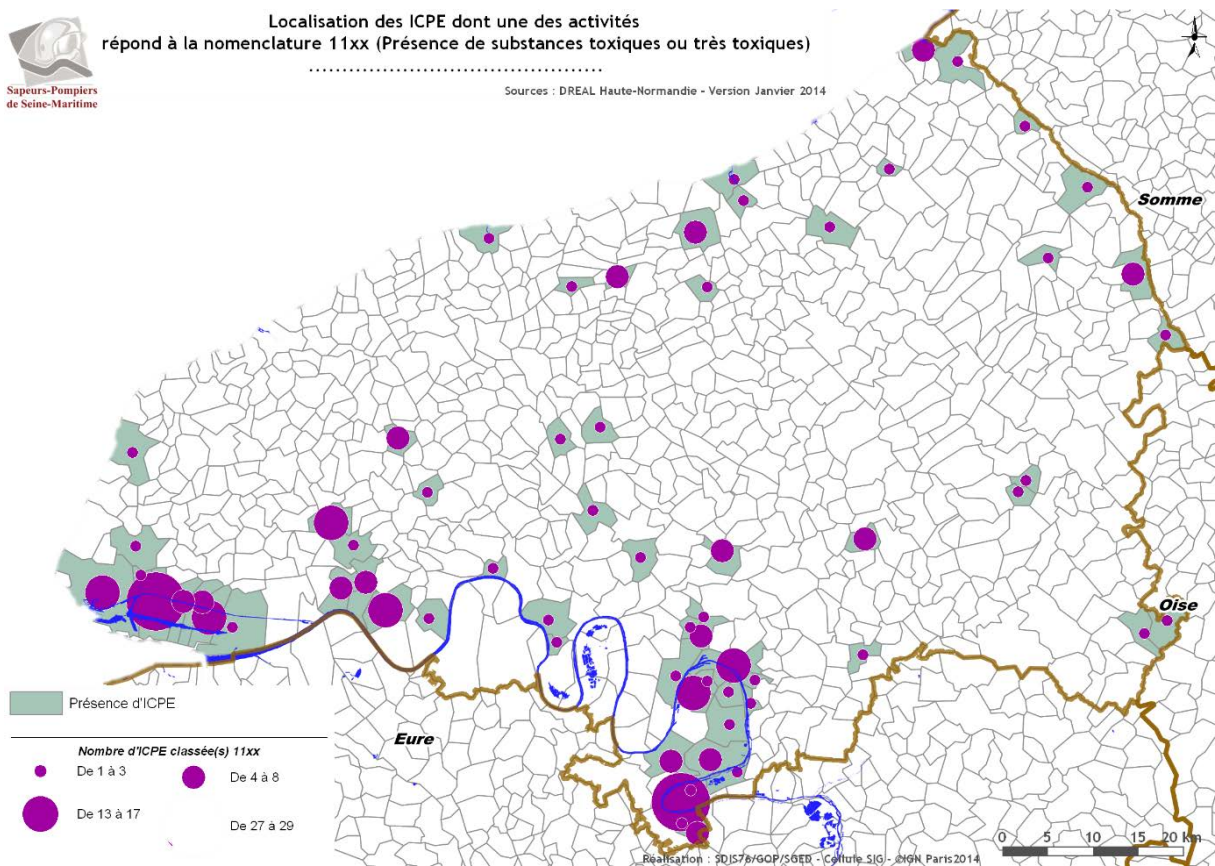 Localisation des ICPE dont une des activités
répond à la nomenclature 11xx (Présence de substances toxiques ou très toxiques)
Sources : DREAL Haute-Normandie - Version Janvier 2014
Sapeurs-Pompiers
de Seine-Maritime
Somme
Oise
Eure
Présence d'ICPE
Nombre d'ICPE classée(s) 11xx
De 1 à 3
De 4 à 8
De 13 à 17
De 27 à 29
0 5 10 15 20 km
Réalisation : SDIS76/GOP/SGED - Cellule SIG - ©IGN Paris2014